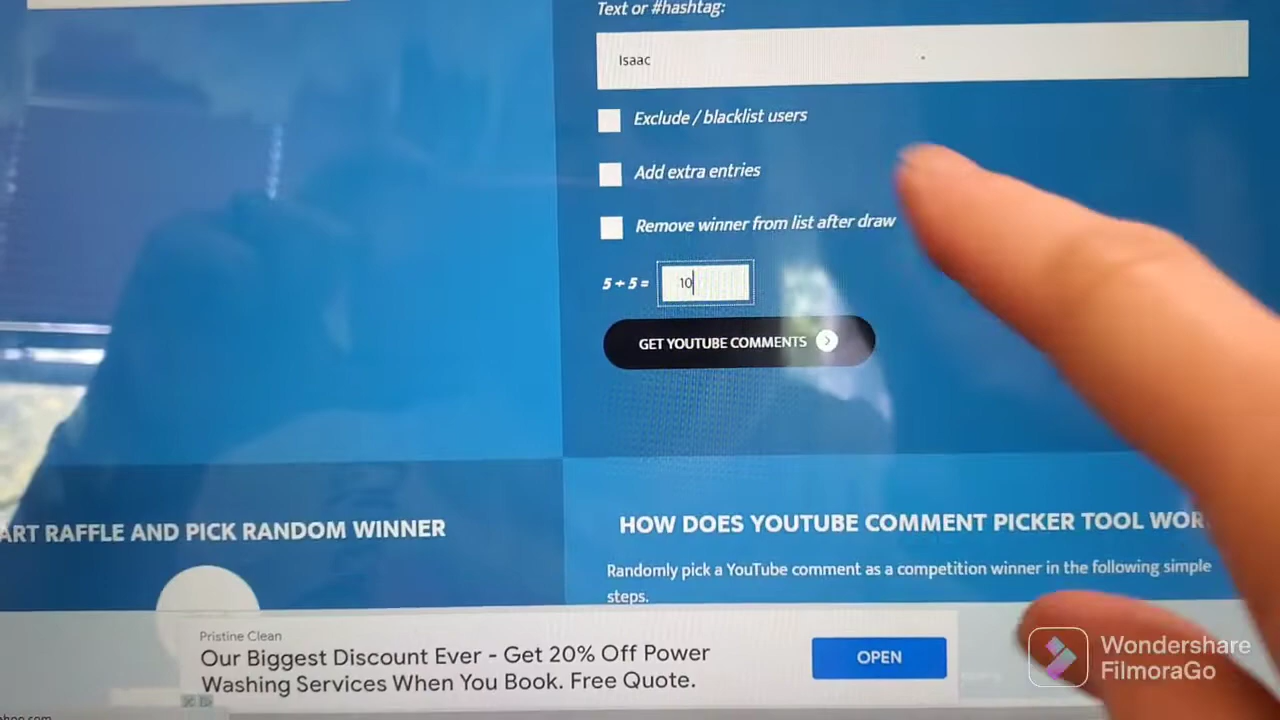 Text or #hashtag:
Isaac
Exclude / blacklist users
Add extra entries
Remove winner from list after draw
5 + 5 = 10
GET YOUTUBE COMMENTS
ART RAFFLE AND PICK RANDOM WINNER
HOW DOES YOUTUBE COMMENT PICKER TOOL WOR
Randomly pick a YouTube comment as a competition winner in the following simple
steps.
Pristine Clean
Our Biggest Discount Ever - Get 20% Off Power
Washing Services When You Book. Free Quote.
OPEN
Wondershare
FilmoraGo